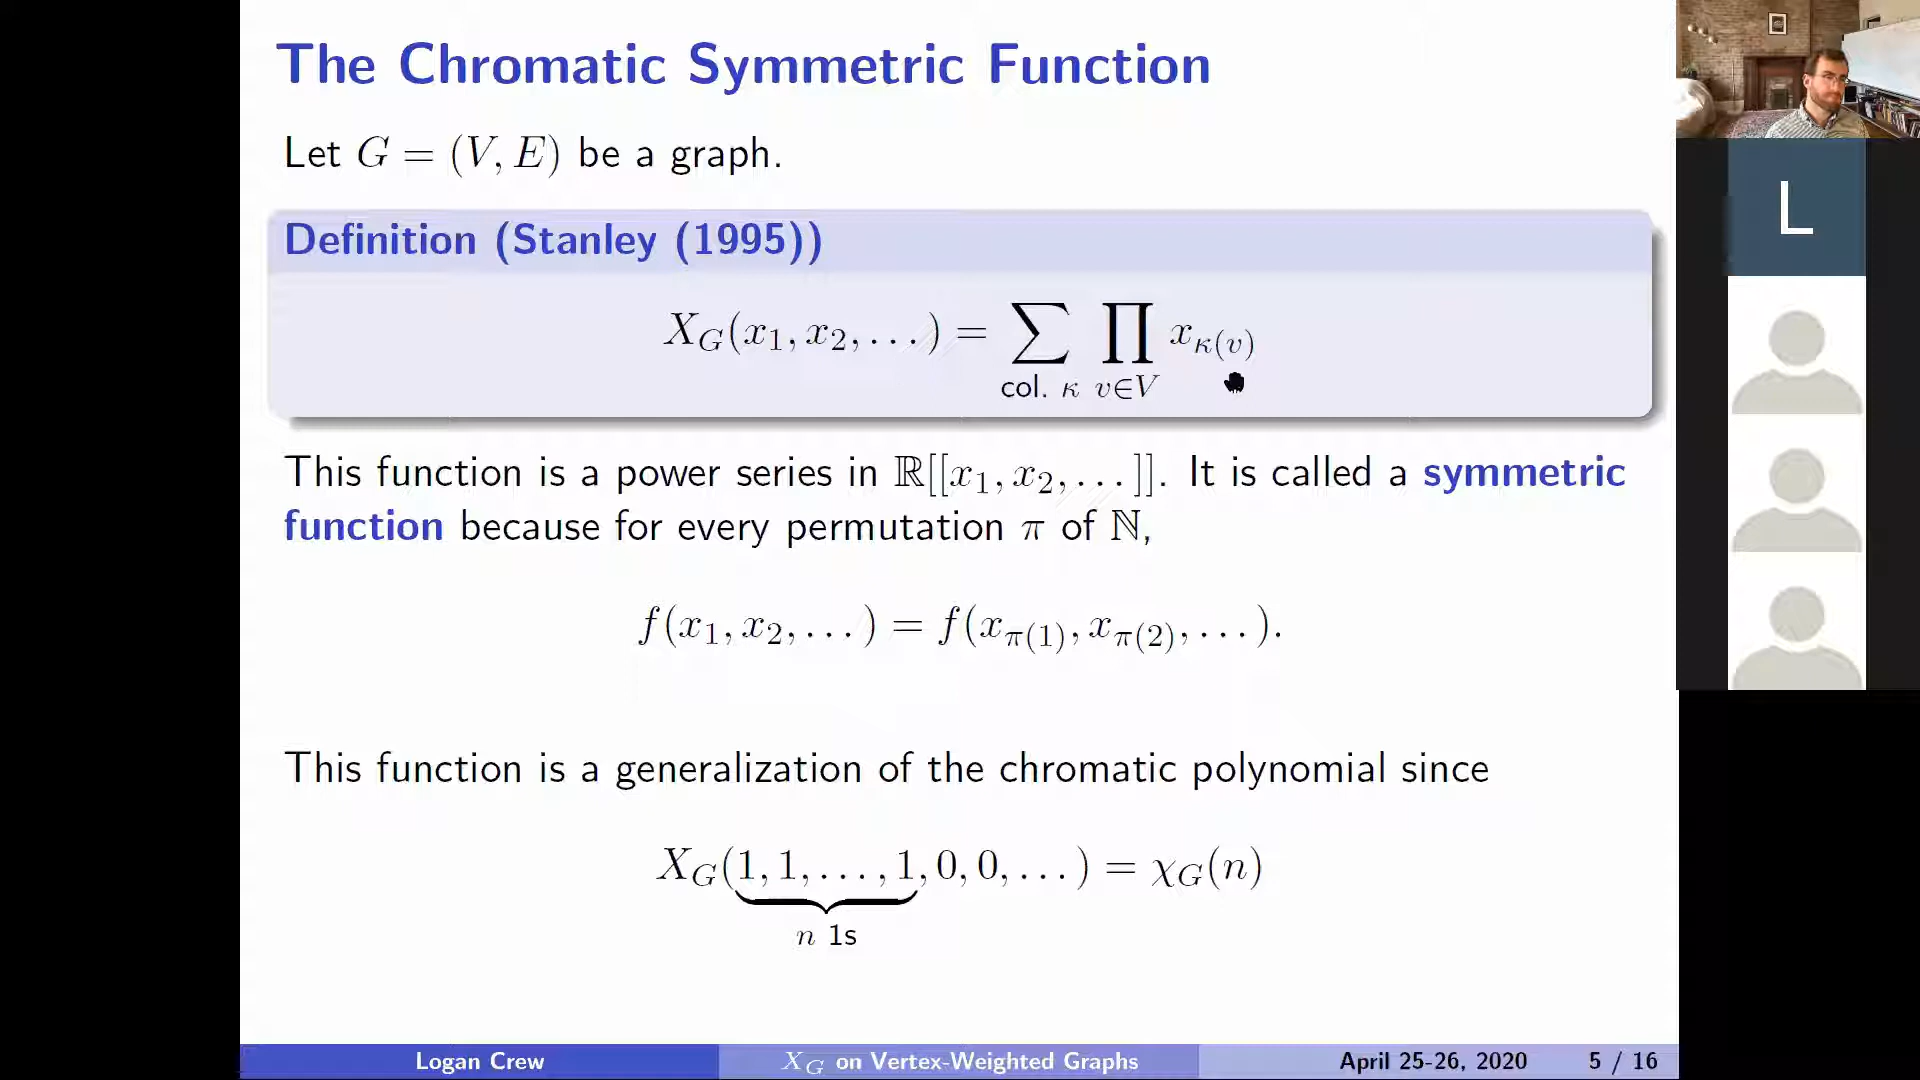 The Chromatic Symmetric Function
Let G = (V, E) be a graph.
Definition (Stanley (1995))
X_G(x_1, x_2, . . . ) = ∑ ∏ x_{κ(v)}
col. κ v∈V
This function is a power series in ℝ[[x_1, x_2, . . . ]]. It is called a symmetric
function because for every permutation π of ℕ,
f(x_1, x_2, . . . ) = f(x_{π(1)}, x_{π(2)}, . . . ).
This function is a generalization of the chromatic polynomial since
X_G(1, 1, . . . , 1, 0, 0, . . . ) = χ_G(n)
n 1s
Logan Crew
X_G on Vertex-Weighted Graphs
April 25-26, 2020
5 / 16
L